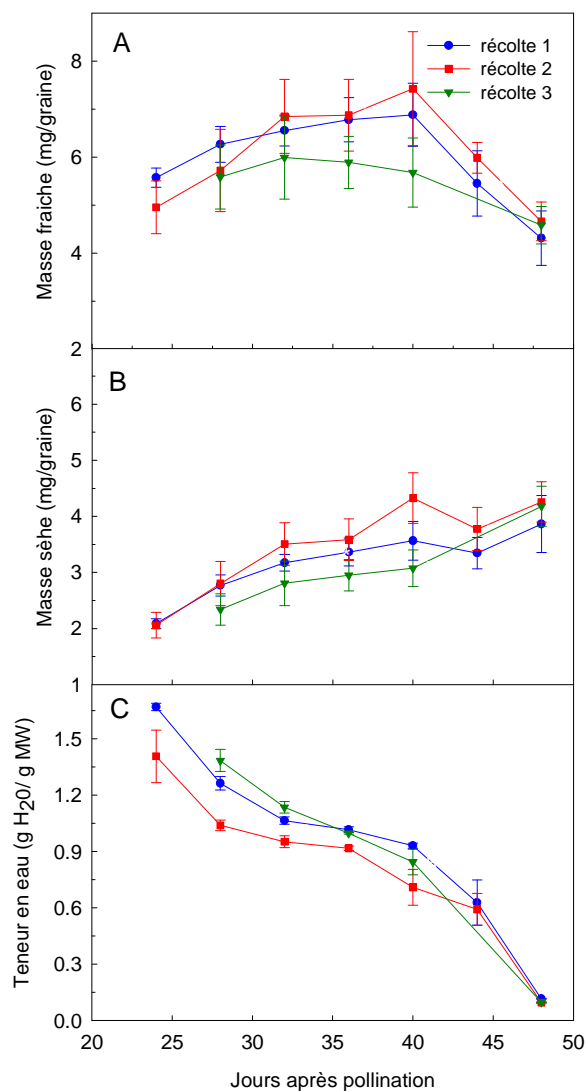 A
récolte 1
récolte 2
récolte 3
8
6
4
2
Masse fraiche (mg/graine)
B
6
5
4
3
2
1
Masse sèhe (mg/graine)
C
1.5
1.2
0.9
0.6
0.3
0.0
Teneur en eau (g H20/ g MW)
20 25 30 35 40 45 50
Jours après pollination